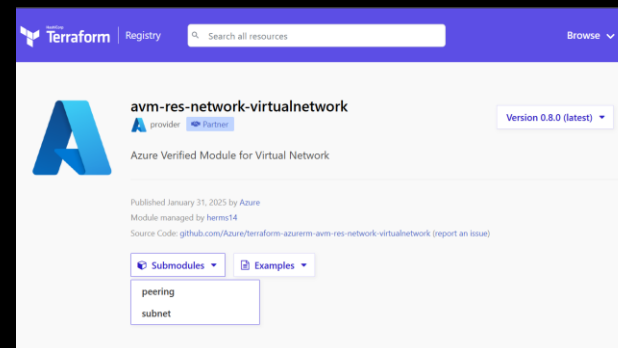 HashiCorp
Terraform Registry Search all resources Browse
avm-res-network-virtualnetwork
provider Partner
Version 0.8.0 (latest)
Azure Verified Module for Virtual Network
Published January 31, 2025 by Azure
Module managed by herms14
Source Code: github.com/Azure/terraform-azurerm-avm-res-network-virtualnetwork (report an issue)
Submodules Examples
peering
subnet